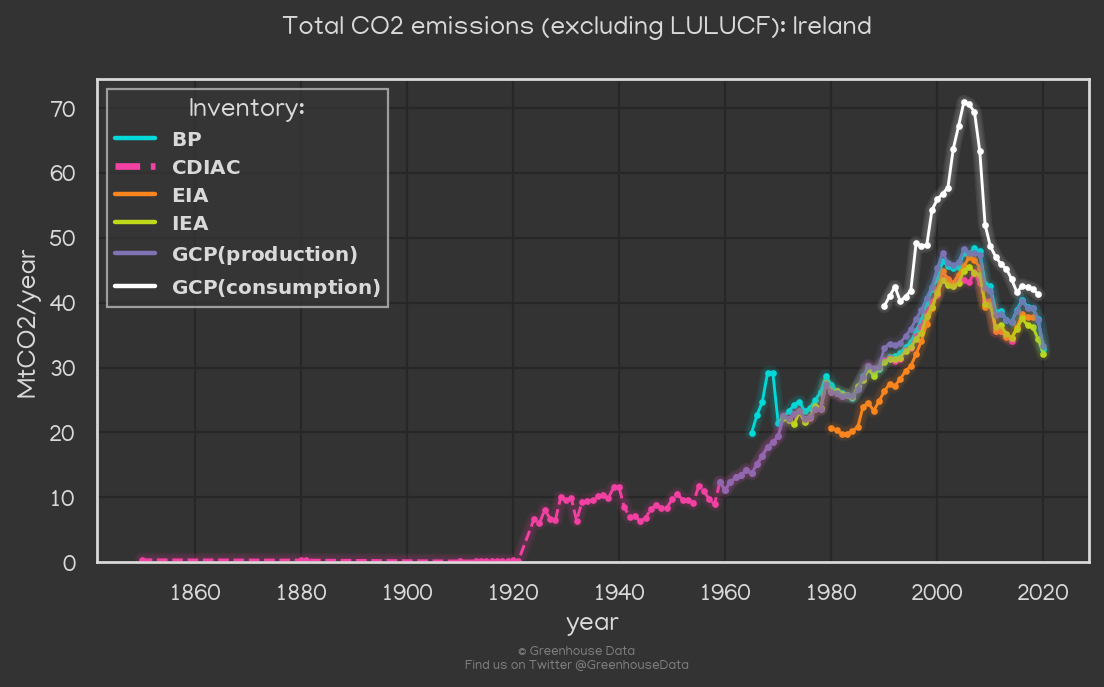 Total CO2 emissions (excluding LULUCF): Ireland
Inventory:
BP
CDIAC
EIA
IEA
GCP(production)
GCP(consumption)
MtCO2/year
70
60
50
40
30
20
10
0
1860
1880
1900
1920
1940
1960
1980
2000
2020
year
© Greenhouse Data
Find us on Twitter @GreenhouseData